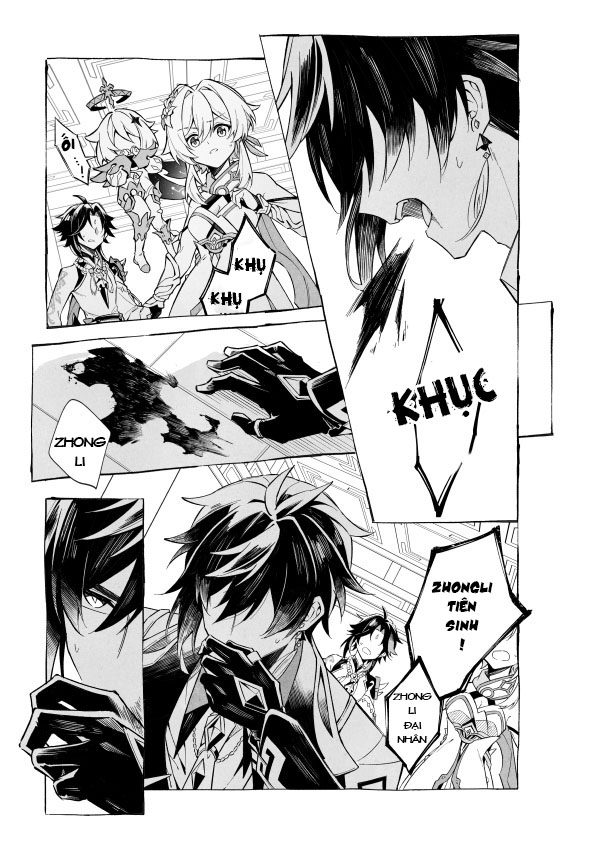 ÔI
....
KHỤ
KHỤ
KHỤC
ZHONG
LI
ZHONGLI
TIÊN
SINH
!
ZHONG
LI
ĐẠI
NHÂN